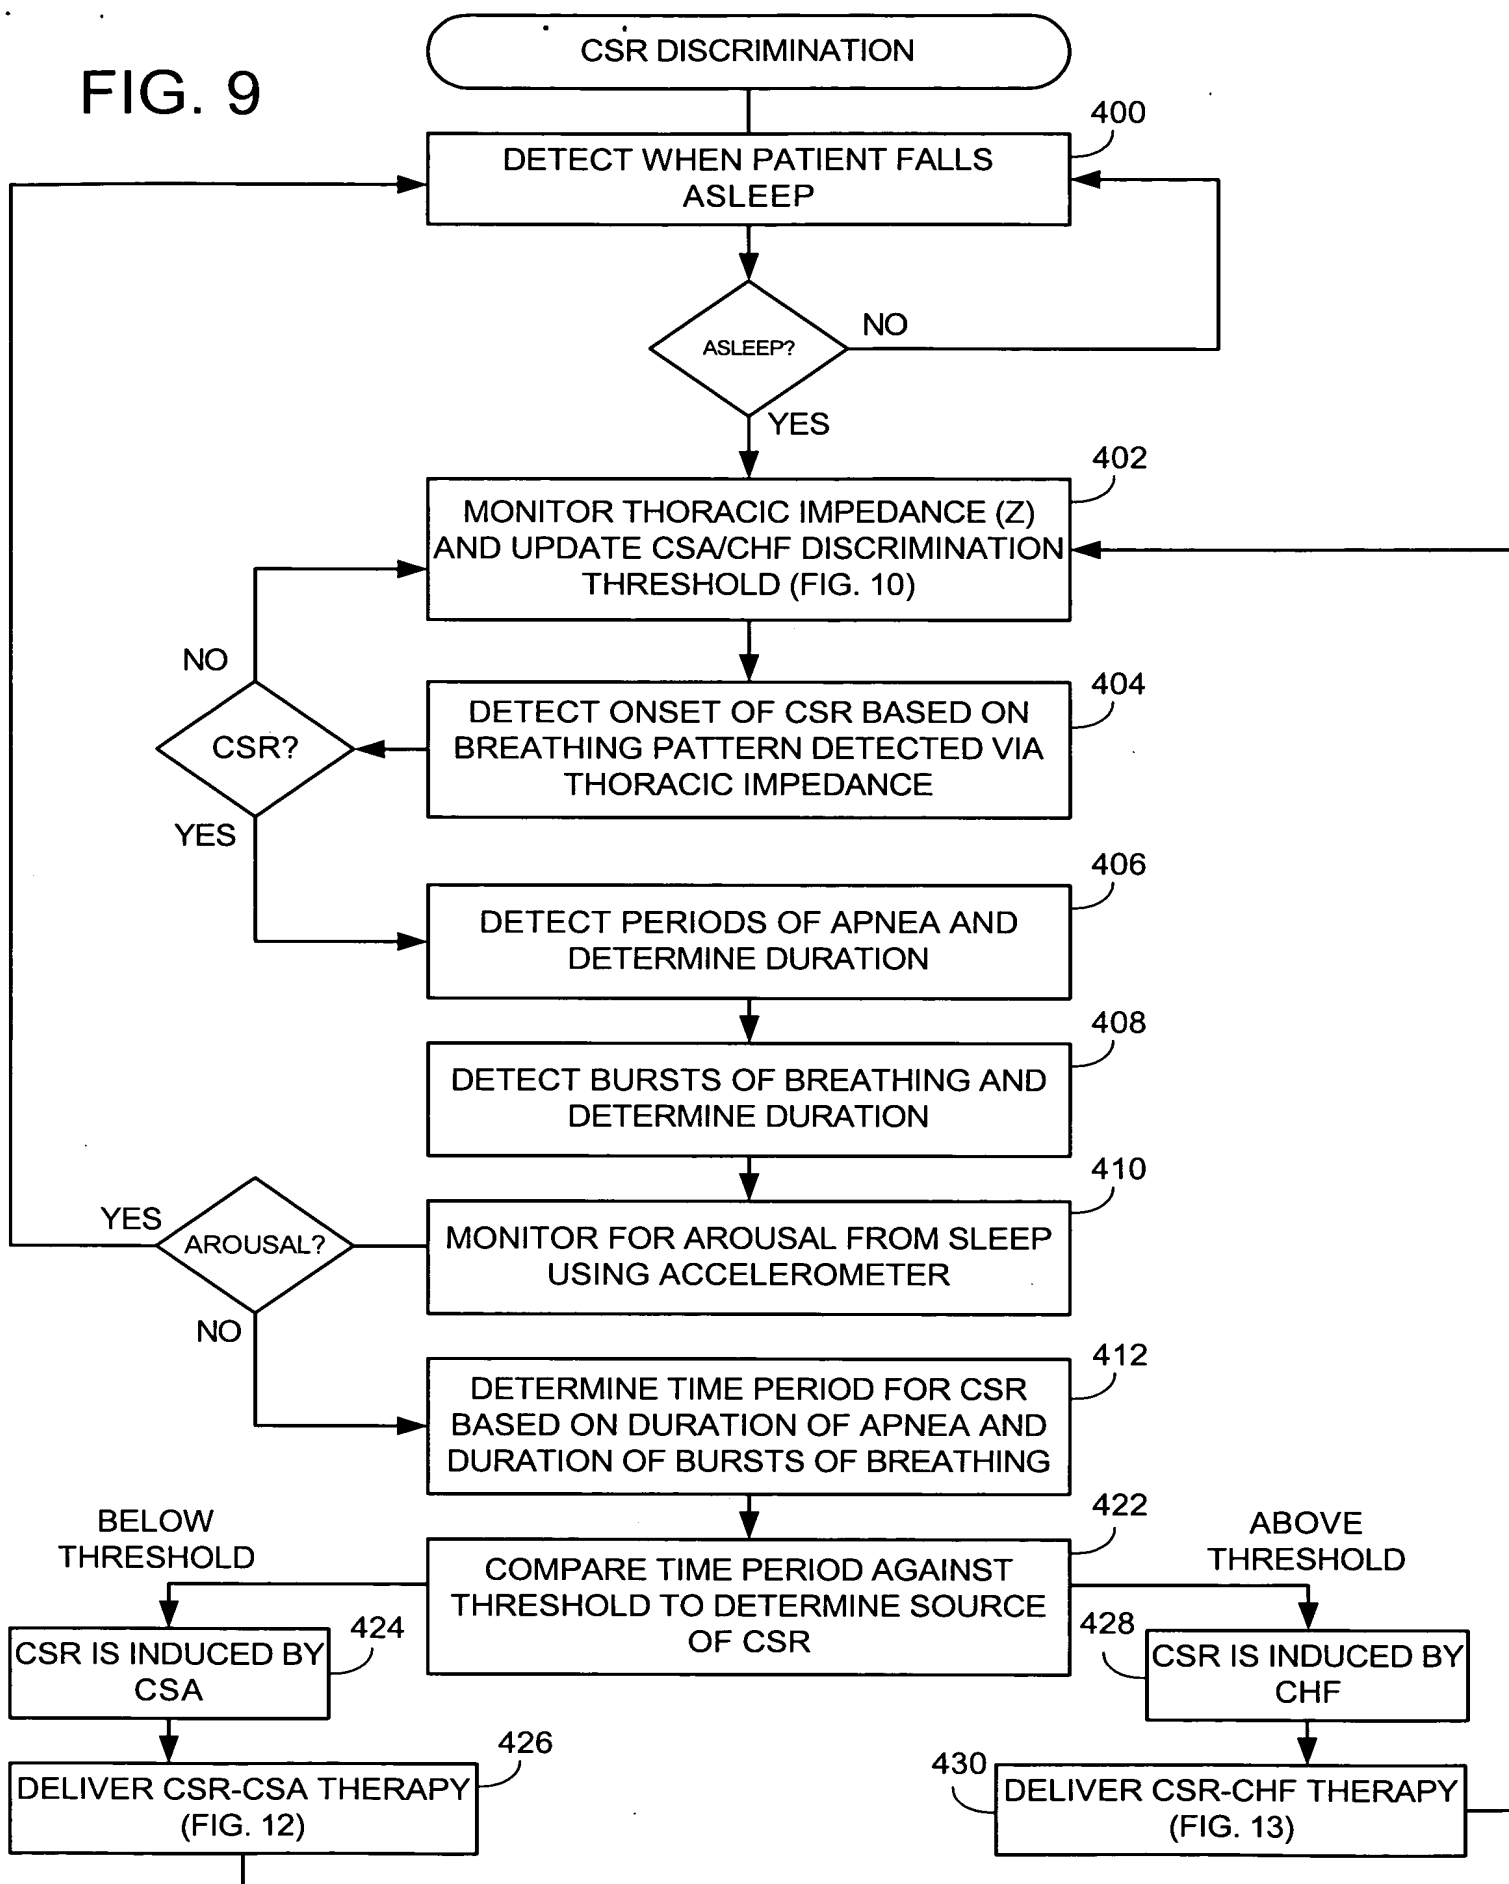 CSR DISCRIMINATION
FIG. 9
400
DETECT WHEN PATIENT FALLS
ASLEEP
NO
ASLEEP?
YES
402
MONITOR THORACIC IMPEDANCE (Z)
AND UPDATE CSA/CHF DISCRIMINATION
THRESHOLD (FIG. 10)
NO
404
DETECT ONSET OF CSR BASED ON
BREATHING PATTERN DETECTED VIA
THORACIC IMPEDANCE
CSR?
YES
406
DETECT PERIODS OF APNEA AND
DETERMINE DURATION
408
DETECT BURSTS OF BREATHING AND
DETERMINE DURATION
410
YES
AROUSAL?
MONITOR FOR AROUSAL FROM SLEEP
USING ACCELEROMETER
NO
412
DETERMINE TIME PERIOD FOR CSR
BASED ON DURATION OF APNEA AND
DURATION OF BURSTS OF BREATHING
422
BELOW
THRESHOLD
ABOVE
THRESHOLD
COMPARE TIME PERIOD AGAINST
THRESHOLD TO DETERMINE SOURCE
OF CSR
424
CSR IS INDUCED BY
CSA
428
CSR IS INDUCED BY
CHF
426
DELIVER CSR-CSA THERAPY
(FIG. 12)
430
DELIVER CSR-CHF THERAPY
(FIG. 13)